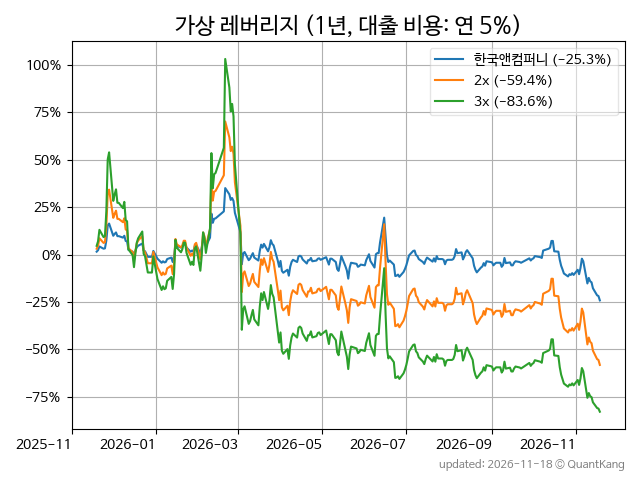 가상 레버리지 (1년, 대출 비용: 연 5%)
한국앤컴퍼니 (−25.3%)
2x (−59.4%)
3x (−83.6%)
100%
75%
50%
25%
0%
−25%
−50%
−75%
2025-11 2026-01 2026-03 2026-05 2026-07 2026-09 2026-11
updated: 2026-11-18 © QuantKang